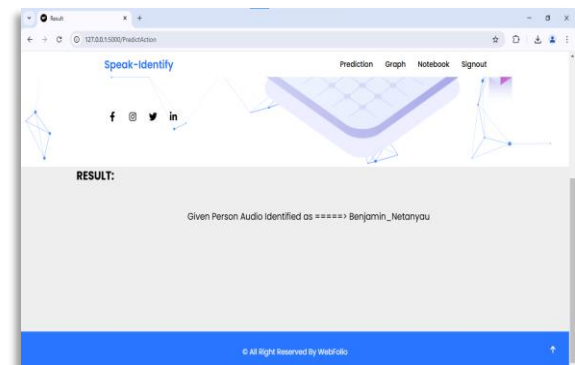 Result
127.0.0.1:5000/PredictAction
Speak-Identify
Prediction Graph Notebook Signout
RESULT:
Given Person Audio Identified as =====> Benjamin_Netanyau
© All Right Reserved By WebFolio